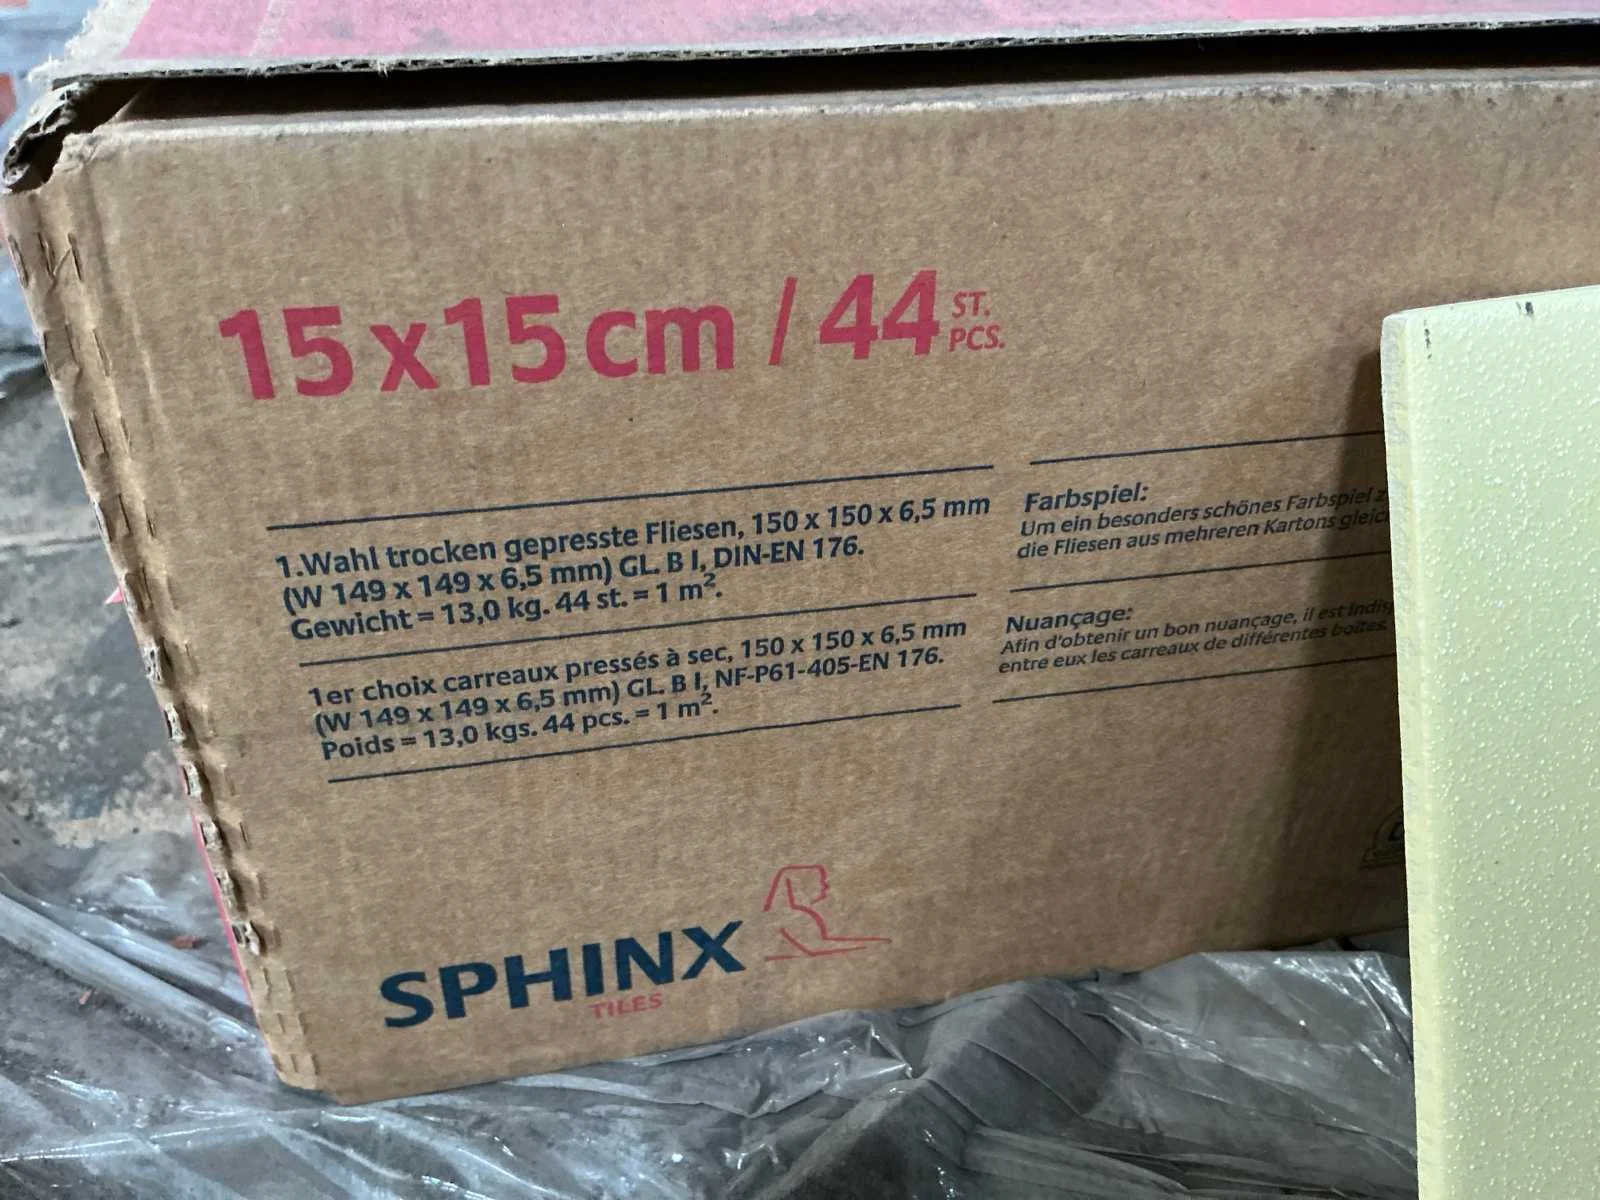 15x15cm / 44 ST. PCS.
1.Wahl trocken gepresste Fliesen, 150 x 150 x 6,5 mm
(W 149 x 149 x 6,5 mm) GL. B I, DIN-EN 176.
Gewicht = 13,0 kg. 44 st. = 1 m².
1er choix carreaux pressés à sec, 150 x 150 x 6,5 mm
(W 149 x 149 x 6,5 mm) GL. B I, NF-P61-405-EN 176.
Poids = 13,0 kgs. 44 pcs. = 1 m².
Farbspiel:
Um ein besonders schönes Farbspiel z
die Fliesen aus mehreren Kartons gleic
Nuançage:
Afin d'obtenir un bon nuançage, il est indis
entre eux les carreaux de différentes boîtes.
SPHINX
TILES